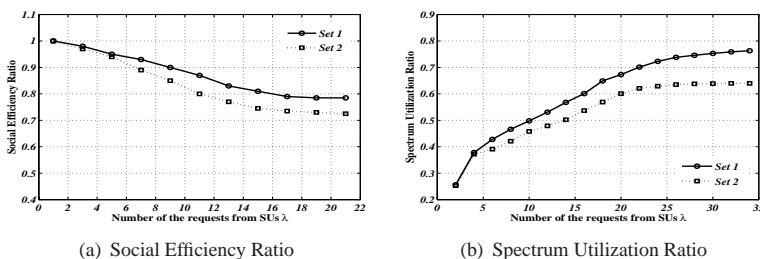 1.1
1
0.9
0.8
0.7
0.6
0.5
0.4
Social Efficiency Ratio
Set 1
Set 2
0 2 4 6 8 10 12 14 16 18 20 22
Number of the requests from SUs λ
(a) Social Efficiency Ratio
0.9
0.8
0.7
0.6
0.5
0.4
0.3
0.2
Spectrum Utilization Ratio
Set 1
Set 2
0 5 10 15 20 25 30
Number of the requests from SUs λ
(b) Spectrum Utilization Ratio